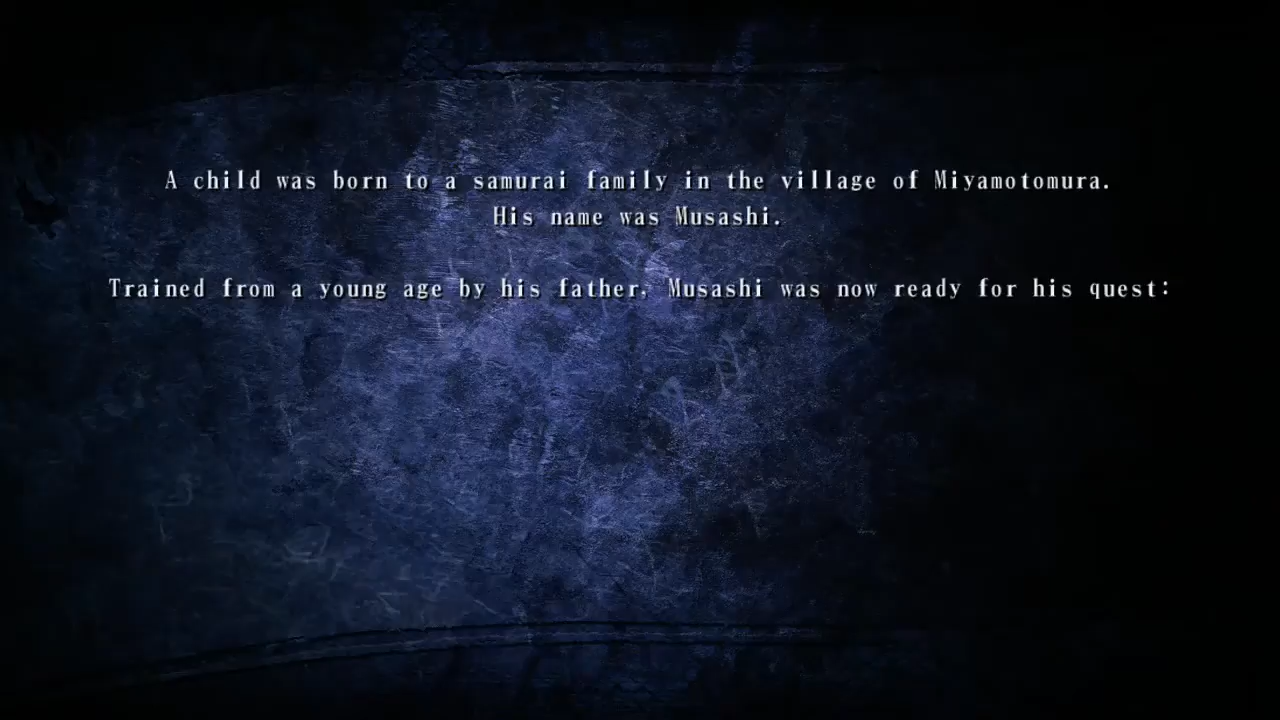 A child was born to a samurai family in the village of Miyamotomura.
His name was Musashi.
Trained from a young age by his father, Musashi was now ready for his quest: